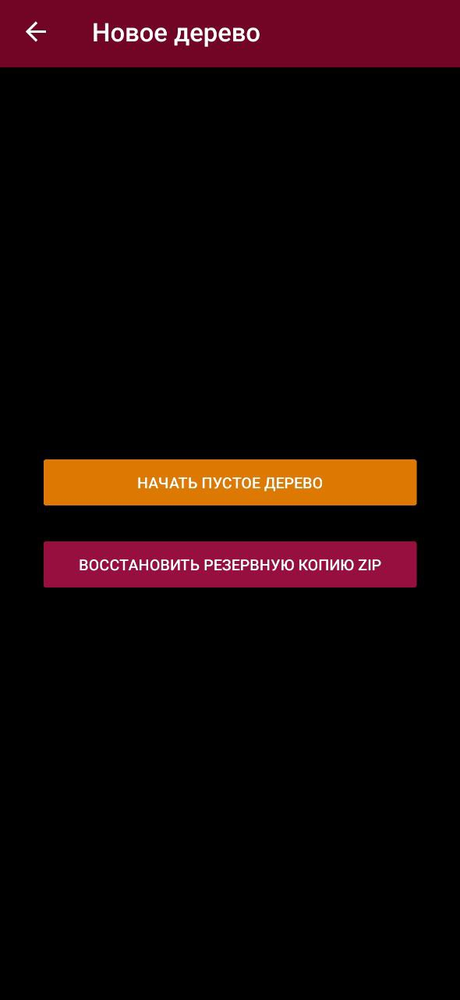 Новое дерево
НАЧАТЬ ПУСТОЕ ДЕРЕВО
ВОССТАНОВИТЬ РЕЗЕРВНУЮ КОПИЮ ZIP